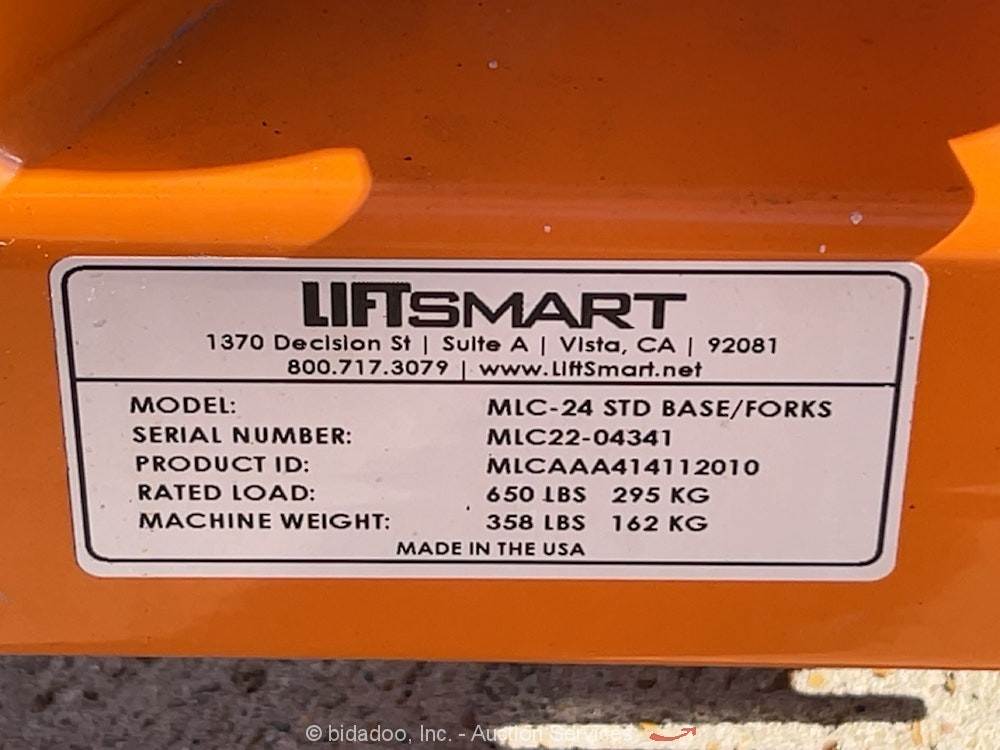 LIFTSMART
1370 Decision St | Suite A | Vista, CA | 92081
800.717.3079 | www.LiftSmart.net
MODEL: MLC-24 STD BASE/FORKS
SERIAL NUMBER: MLC22-04341
PRODUCT ID: MLCAAA414112010
RATED LOAD: 650 LBS 295 KG
MACHINE WEIGHT: 358 LBS 162 KG
MADE IN THE USA
© bidadoo, Inc. - Auction Services